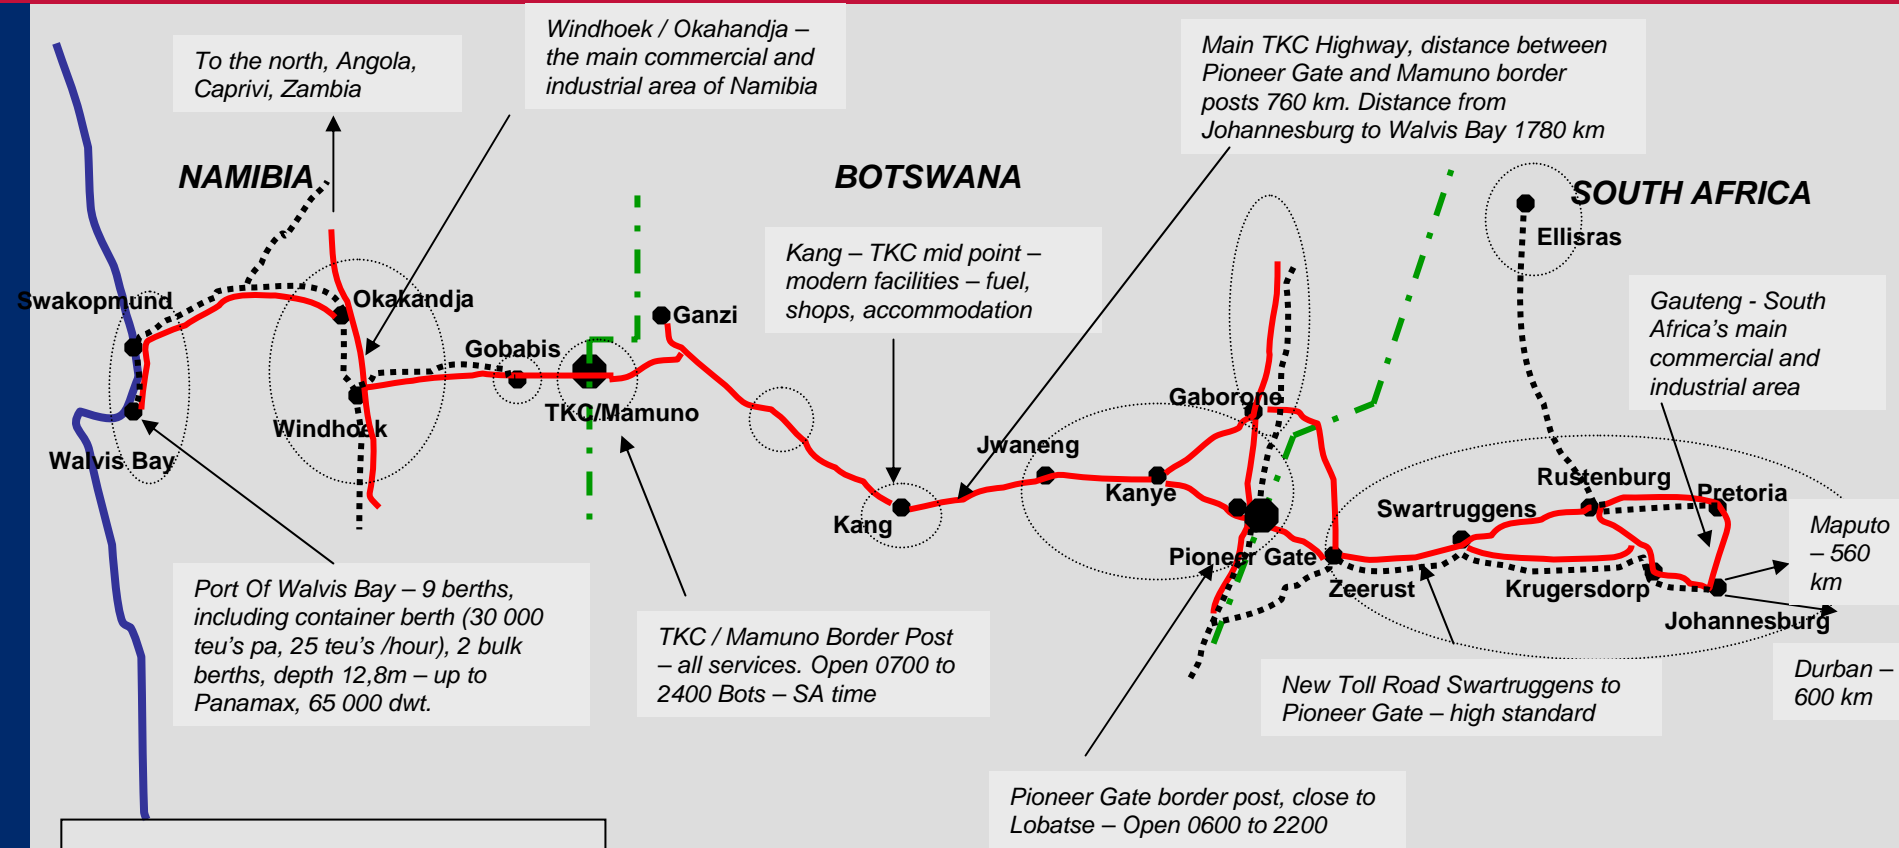 To the north, Angola,
Caprivi, Zambia
Windhoek / Okahandja –
the main commercial and
industrial area of Namibia
Main TKC Highway, distance between
Pioneer Gate and Mamuno border
posts 760 km. Distance from
Johannesburg to Walvis Bay 1780 km
NAMIBIA
BOTSWANA
SOUTH AFRICA
Ellisras
Kang – TKC mid point –
modern facilities – fuel,
shops, accommodation
Gauteng - South
Africa's main
commercial and
industrial area
Swakopmund
Okakandja
Ganzi
Gobabis
TKC/Mamuno
Windhoek
Walvis Bay
Gaborone
Jwaneng
Kanye
Kang
Pioneer Gate
Rustenburg
Pretoria
Swartruggens
Zeerust
Krugersdorp
Johannesburg
Maputo
– 560
km
Port Of Walvis Bay – 9 berths,
including container berth (30 000
teu's pa, 25 teu's /hour), 2 bulk
berths, depth 12,8m – up to
Panamax, 65 000 dwt.
TKC / Mamuno Border Post
– all services. Open 0700 to
2400 Bots – SA time
New Toll Road Swartruggens to
Pioneer Gate – high standard
Durban –
600 km
Pioneer Gate border post, close to
Lobatse – Open 0600 to 2200